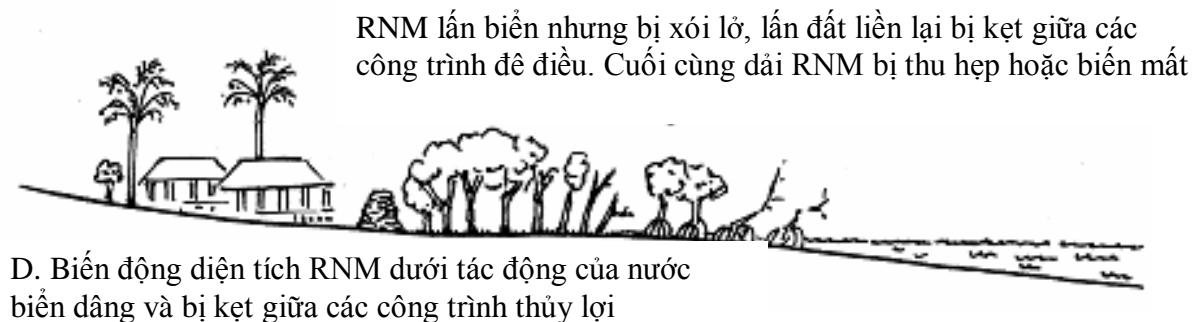 RNM lấn biển nhưng bị xói lở, lấn đất liền lại bị kẹt giữa các
công trình đê điều. Cuối cùng dải RNM bị thu hẹp hoặc biến mất
D. Biến động diện tích RNM dưới tác động của nước
biển dâng và bị kẹt giữa các công trình thủy lợi